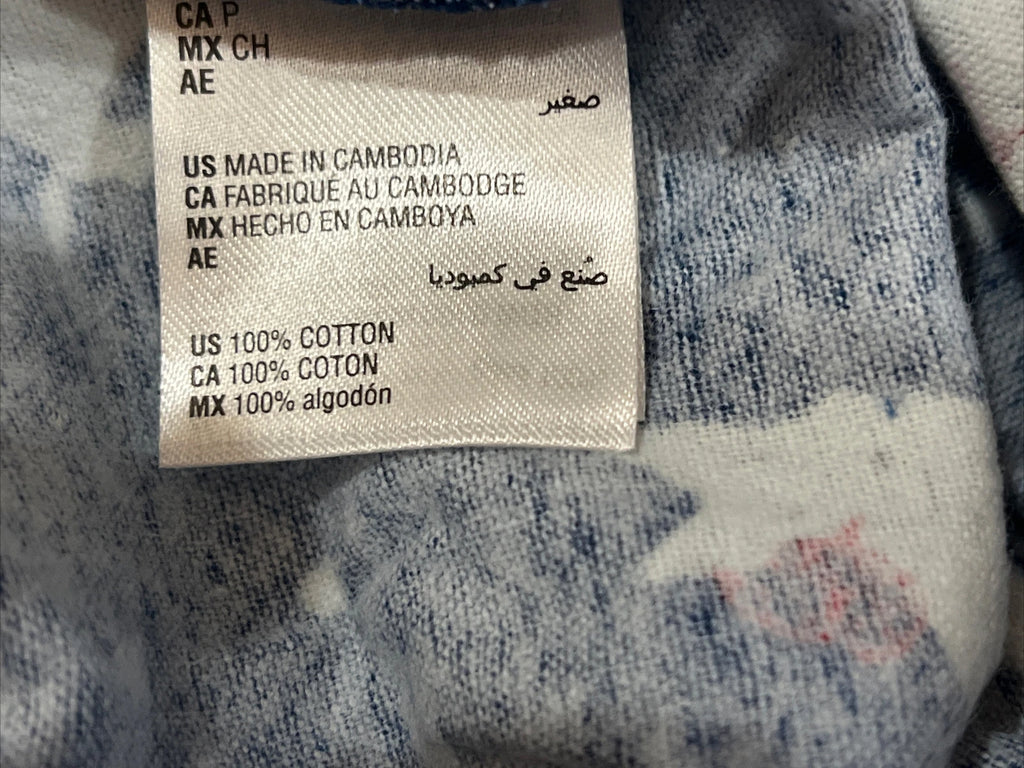 CA P
MX CH
AE
صغير
US MADE IN CAMBODIA
CA FABRIQUÉ AU CAMBODGE
MX HECHO EN CAMBOYA
AE
صُنع في كمبوديا
US 100% COTTON
CA 100% COTON
MX 100% algodón